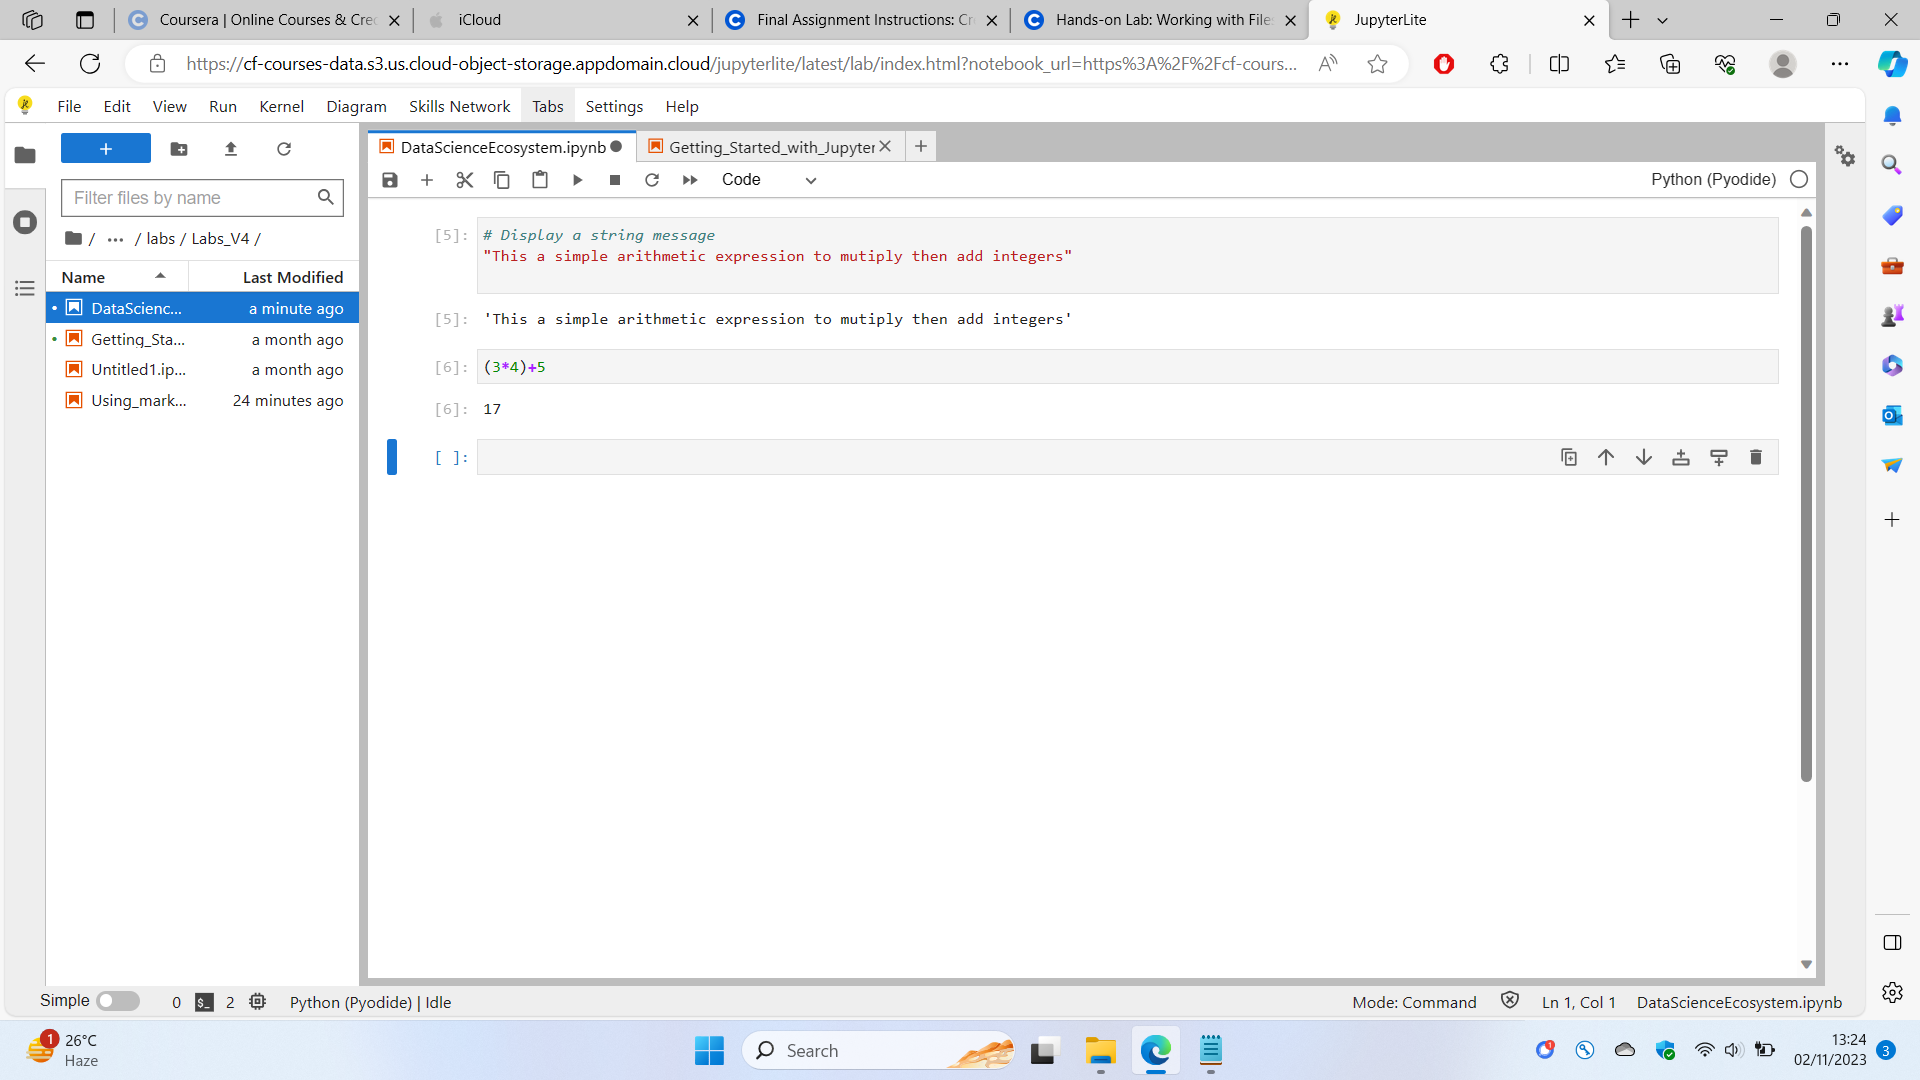 Coursera | Online Courses & Cred
iCloud
Final Assignment Instructions: Cr
Hands-on Lab: Working with File
JupyterLite
https://cf-courses-data.s3.us.cloud-object-storage.appdomain.cloud/jupyterlite/latest/lab/index.html?notebook_url=https%3A%2F%2Fcf-cours...
File Edit View Run Kernel Diagram Skills Network Tabs Settings Help
+
DataScienceEcosystem.ipynb
Getting_Started_with_Jupyter
Code
Python (Pyodide)
Filter files by name
/ ... / labs / Labs_V4 /
Name Last Modified
DataScienc... a minute ago
Getting_Sta... a month ago
Untitled1.ip... a month ago
Using_mark... 24 minutes ago
[5]: # Display a string message
"This a simple arithmetic expression to mutiply then add integers"
[5]: 'This a simple arithmetic expression to mutiply then add integers'
[6]: (3*4)+5
[6]: 17
[ ]:
Simple 0 $_ 2 Python (Pyodide) | Idle
Mode: Command Ln 1, Col 1 DataScienceEcosystem.ipynb
1 26°C
Haze
Search
13:24
02/11/2023 3